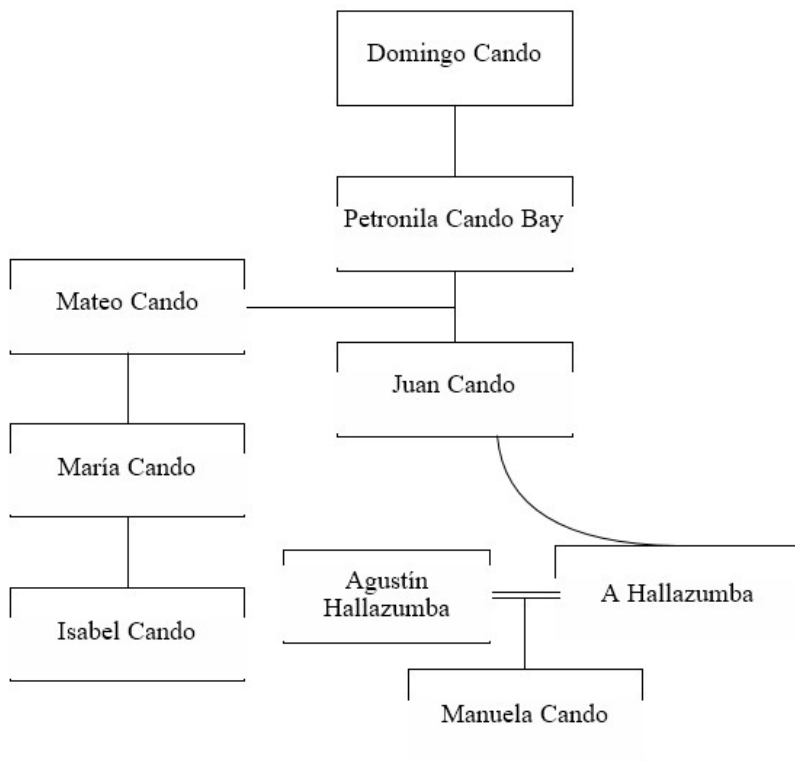 Domingo Cando
Petronila Cando Bay
Mateo Cando
Juan Cando
María Cando
Agustín
Hallazumba
A Hallazumba
Isabel Cando
Manuela Cando